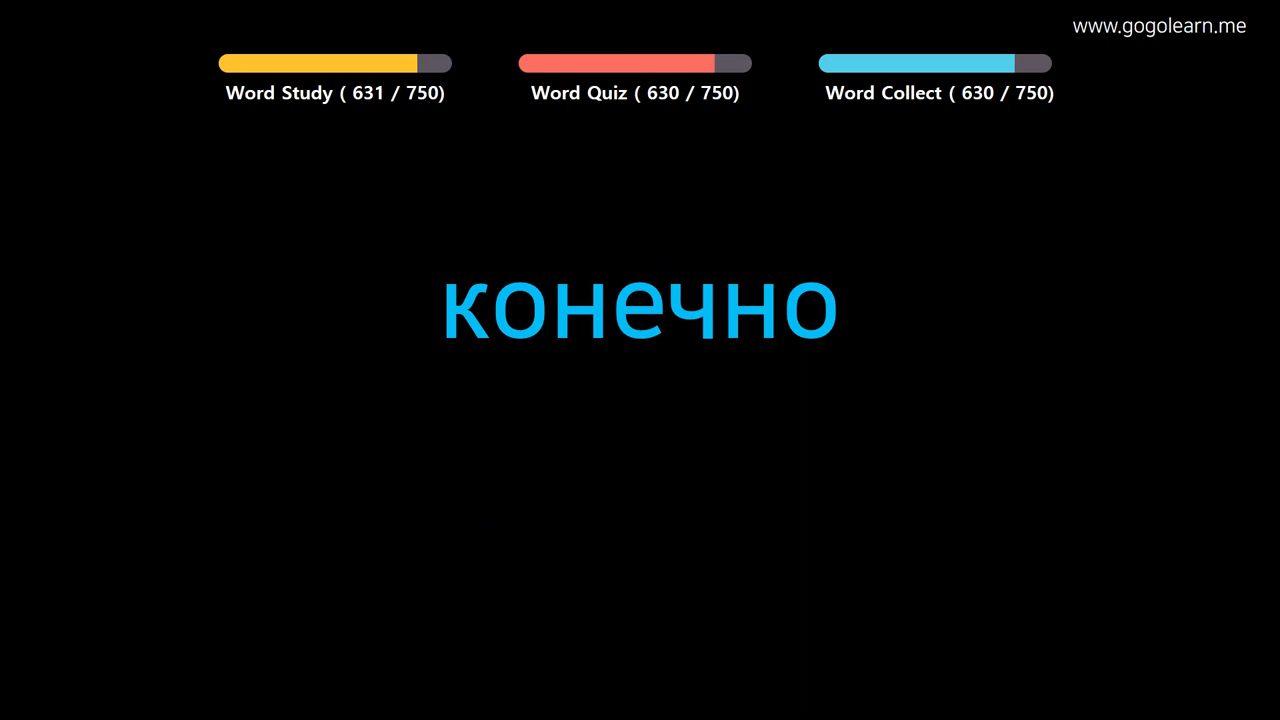 www.gogolearn.me
Word Study ( 631 / 750)
Word Quiz ( 630 / 750)
Word Collect ( 630 / 750)
конечно